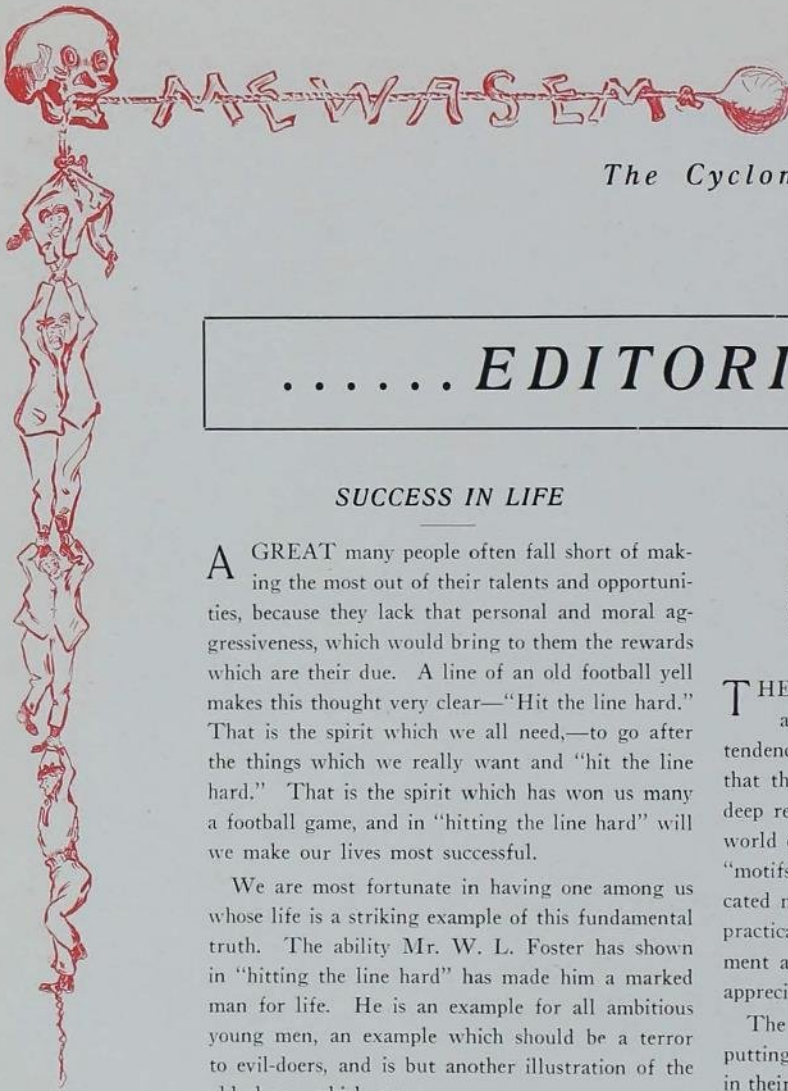 MEWASEMA
The Cyclon
......EDITORI
SUCCESS IN LIFE
A GREAT many people often fall short of mak-
ing the most out of their talents and opportuni-
ties, because they lack that personal and moral ag-
gressiveness, which would bring to them the rewards
which are their due. A line of an old football yell
makes this thought very clear—“Hit the line hard.”
That is the spirit which we all need,—to go after
the things which we really want and “hit the line
hard.” That is the spirit which has won us many
a football game, and in “hitting the line hard” will
we make our lives most successful.
We are most fortunate in having one among us
whose life is a striking example of this fundamental
truth. The ability Mr. W. L. Foster has shown
in “hitting the line hard” has made him a marked
man for life. He is an example for all ambitious
young men, an example which should be a terror
to evil-doers, and is but another illustration of the
THE
a
tendenc
that th
deep re
world
“motifs
cated
practica
ment a
appreci
The
putting
in their